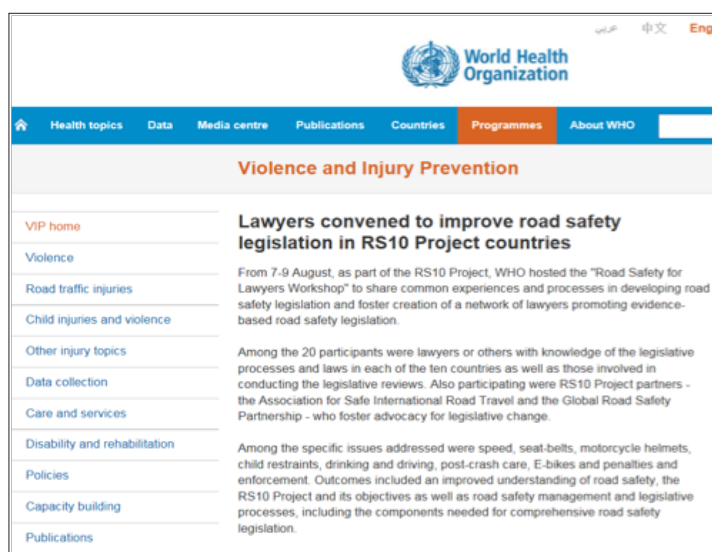 عربي 中文 Eng
World Health
Organization
Health topics Data Media centre Publications Countries Programmes About WHO
Violence and Injury Prevention
VIP home
Violence
Road traffic injuries
Child injuries and violence
Other injury topics
Data collection
Care and services
Disability and rehabilitation
Policies
Capacity building
Publications
Lawyers convened to improve road safety
legislation in RS10 Project countries
From 7-9 August, as part of the RS10 Project, WHO hosted the "Road Safety for
Lawyers Workshop" to share common experiences and processes in developing road
safety legislation and foster creation of a network of lawyers promoting evidence-
based road safety legislation.
Among the 20 participants were lawyers or others with knowledge of the legislative
processes and laws in each of the ten countries as well as those involved in
conducting the legislative reviews. Also participating were RS10 Project partners -
the Association for Safe International Road Travel and the Global Road Safety
Partnership - who foster advocacy for legislative change.
Among the specific issues addressed were speed, seat-belts, motorcycle helmets,
child restraints, drinking and driving, post-crash care, E-bikes and penalties and
enforcement. Outcomes included an improved understanding of road safety, the
RS10 Project and its objectives as well as road safety management and legislative
processes, including the components needed for comprehensive road safety
legislation.